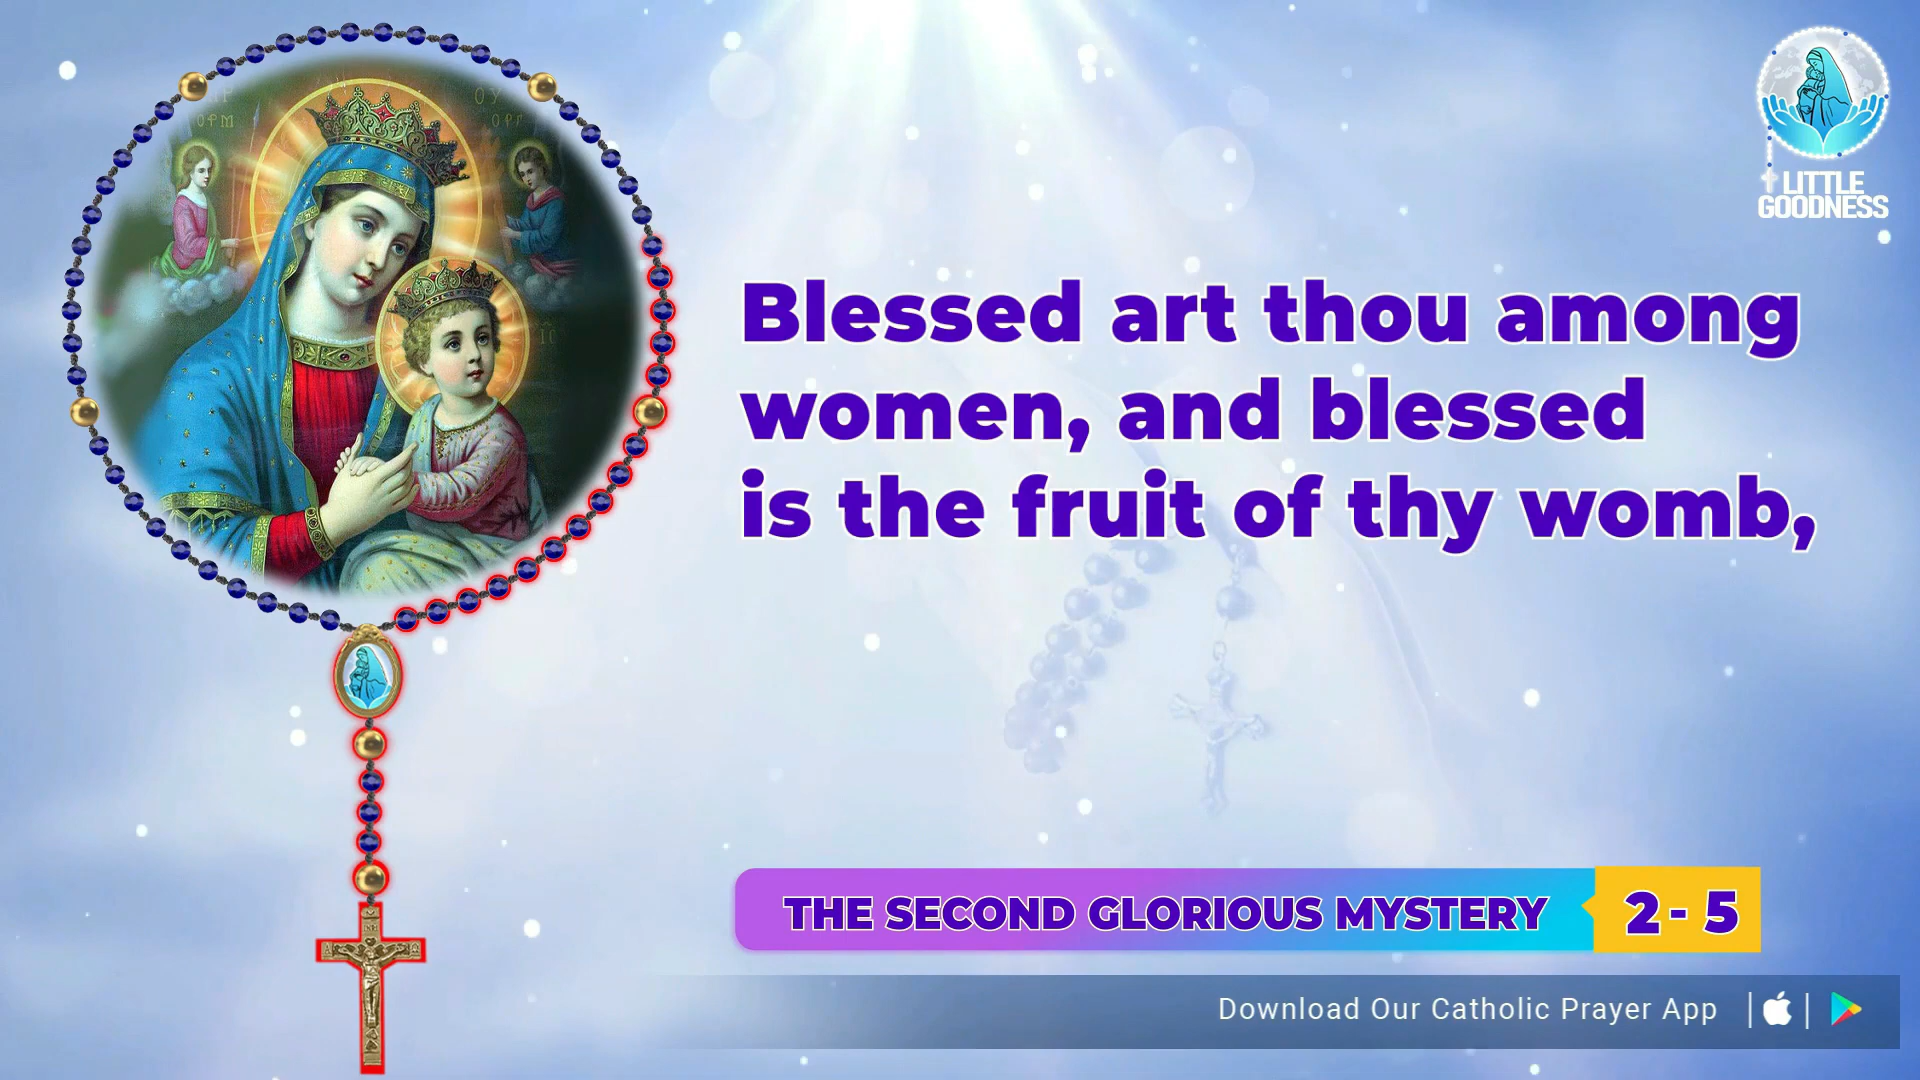 LITTLE
GOODNESS
Blessed art thou among
women, and blessed
is the fruit of thy womb,
THE SECOND GLORIOUS MYSTERY 2 - 5
Download Our Catholic Prayer App